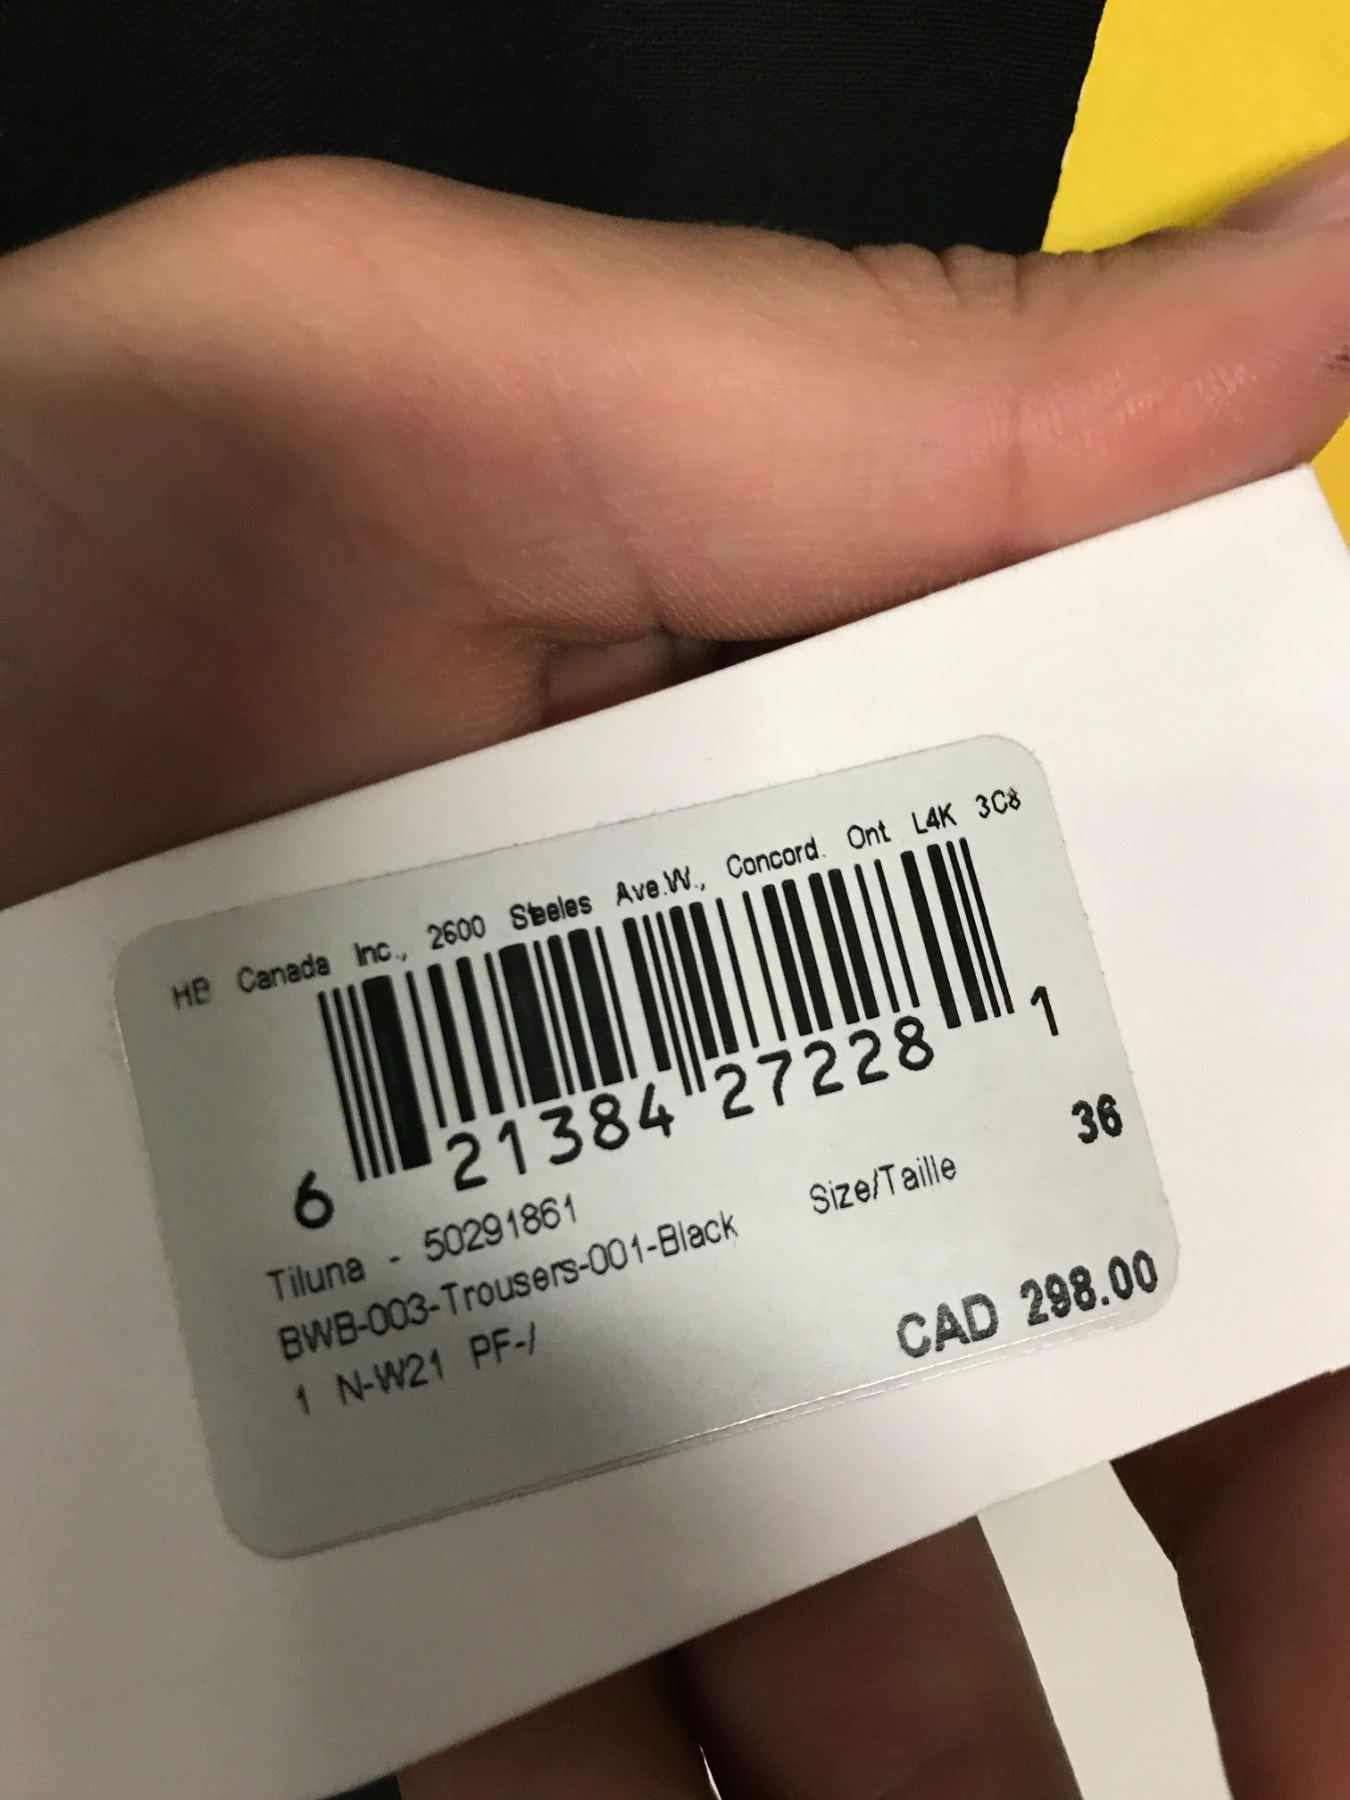 HB Canada Inc., 2600 Steeles Ave.W., Concord. Ont L4K 3C8
6 21384 27228 1
Tiluna - 50291861
BWB-003-Trousers-001-Black
1 N-W21 PF-/
Size/Taille 36
CAD 298.00